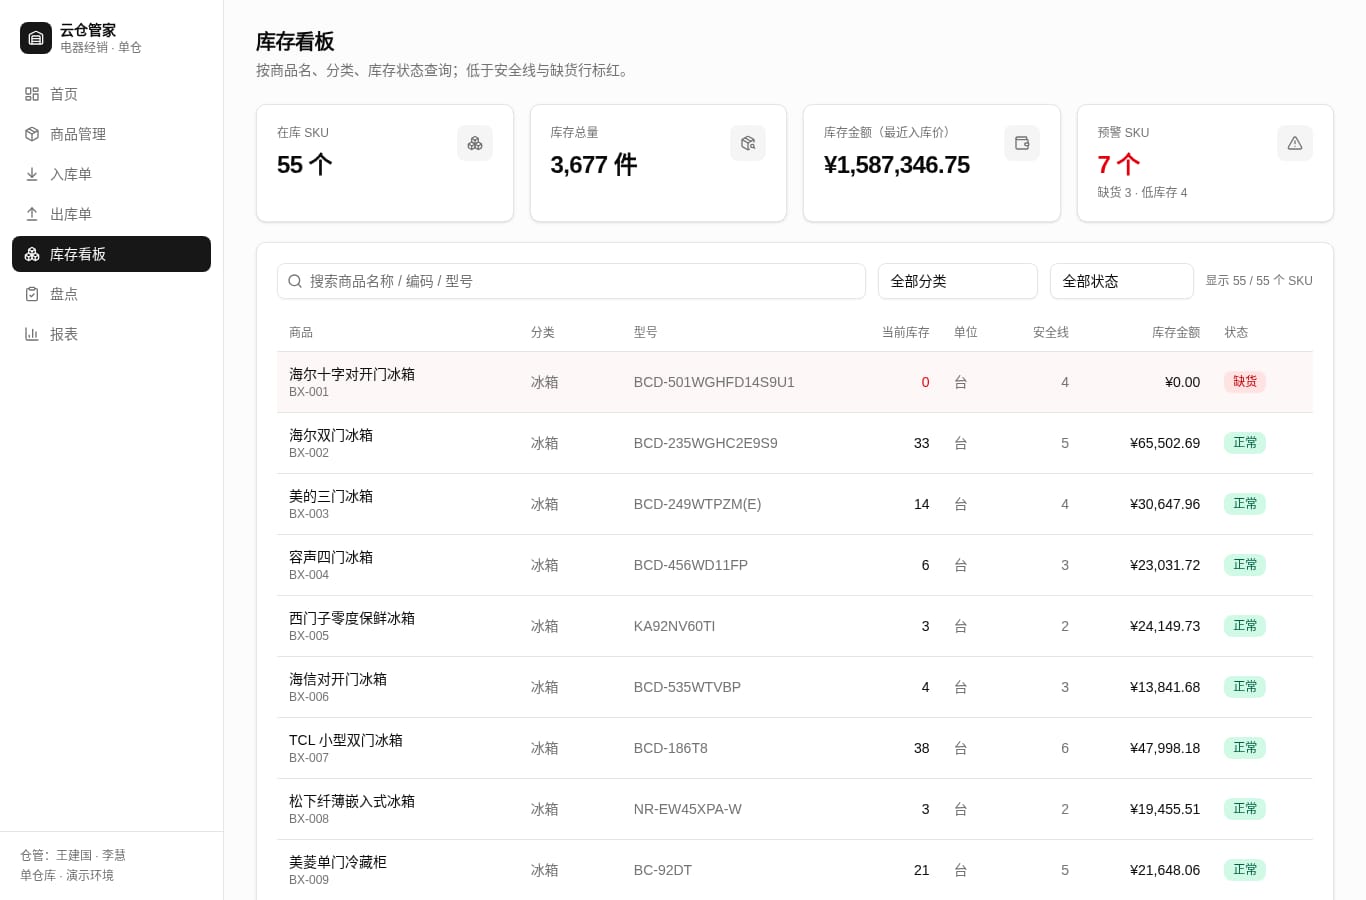 云仓管家
电器经销 · 单仓
首页
商品管理
入库单
出库单
库存看板
盘点
报表
仓管：王建国 · 李慧
单仓库 · 演示环境
库存看板
按商品名、分类、库存状态查询；低于安全线与缺货行标红。
在库 SKU
55 个
库存总量
3,677 件
库存金额（最近入库价）
¥1,587,346.75
预警 SKU
7 个
缺货 3 · 低库存 4
搜索商品名称 / 编码 / 型号 全部分类 全部状态 显示 55 / 55 个 SKU
商品 分类 型号 当前库存 单位 安全线 库存金额 状态
海尔十字对开门冰箱
BX-001
冰箱 BCD-501WGHFD14S9U1 0 台 4 ¥0.00 缺货
海尔双门冰箱
BX-002
冰箱 BCD-235WGHC2E9S9 33 台 5 ¥65,502.69 正常
美的三门冰箱
BX-003
冰箱 BCD-249WTPZM(E) 14 台 4 ¥30,647.96 正常
容声四门冰箱
BX-004
冰箱 BCD-456WD11FP 6 台 3 ¥23,031.72 正常
西门子零度保鲜冰箱
BX-005
冰箱 KA92NV60TI 3 台 2 ¥24,149.73 正常
海信对开门冰箱
BX-006
冰箱 BCD-535WTVBP 4 台 3 ¥13,841.68 正常
TCL 小型双门冰箱
BX-007
冰箱 BCD-186T8 38 台 6 ¥47,998.18 正常
松下纤薄嵌入式冰箱
BX-008
冰箱 NR-EW45XPA-W 3 台 2 ¥19,455.51 正常
美菱单门冷藏柜
BX-009
冰箱 BC-92DT 21 台 5 ¥21,648.06 正常